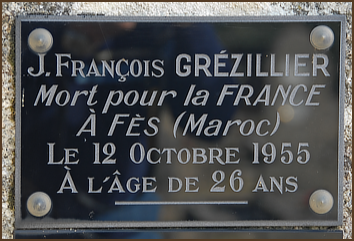 J. FRANÇOIS GRÉZILLIER
Mort pour la FRANCE
À FÈS (Maroc)
LE 12 OCTOBRE 1955
À L'ÂGE DE 26 ANS